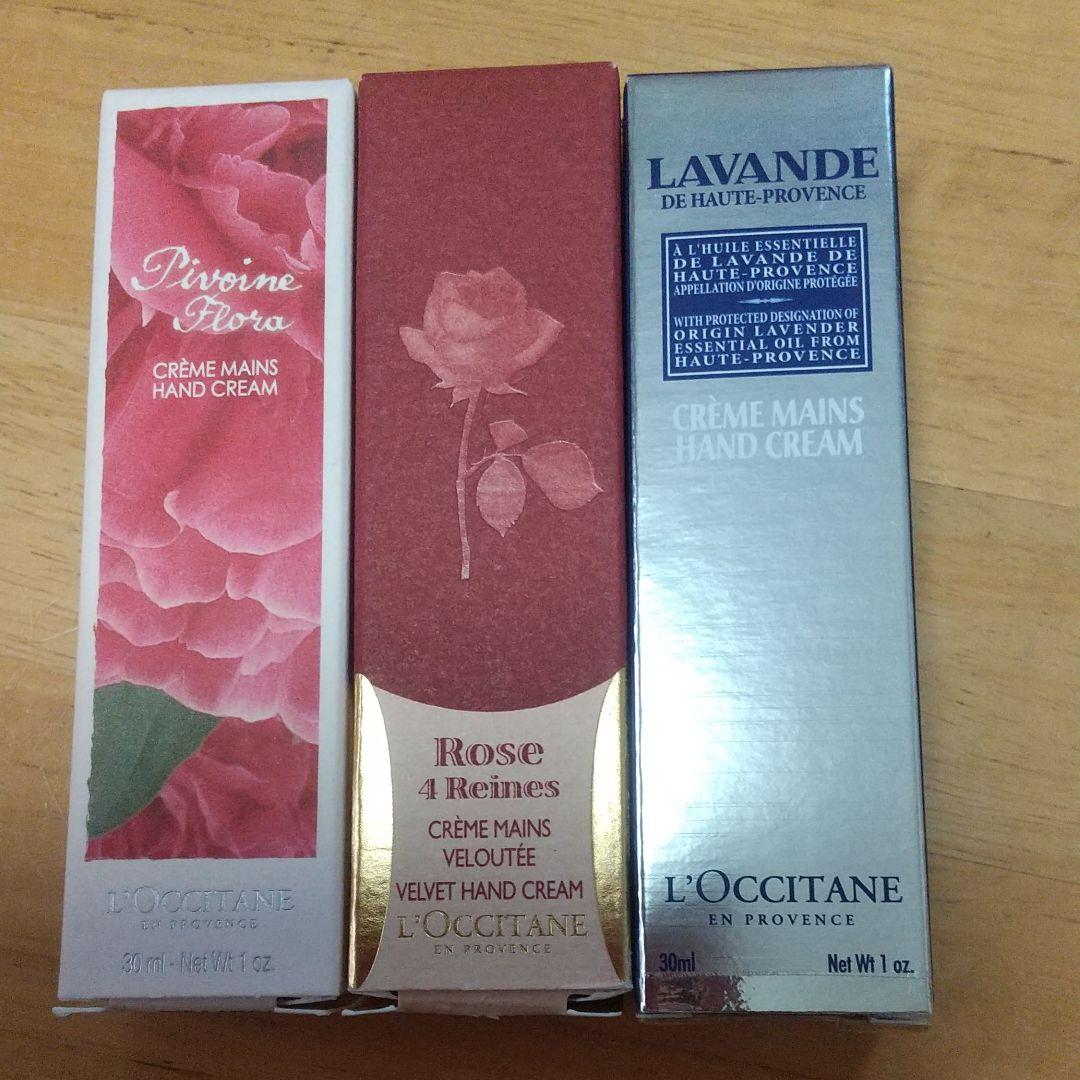 Pivoine
Flora
CRÈME MAINS
HAND CREAM
L'OCCITANE
EN PROVENCE
30 ml - Net Wt 1 oz.
Rose
4 Reines
CRÈME MAINS
VELOUTÉE
VELVET HAND CREAM
L'OCCITANE
EN PROVENCE
LAVANDE
DE HAUTE-PROVENCE
À L'HUILE ESSENTIELLE
DE LAVANDE DE
HAUTE-PROVENCE
APPELLATION D'ORIGINE PROTÉGÉE
WITH PROTECTED DESIGNATION OF
ORIGIN LAVENDER
ESSENTIAL OIL FROM
HAUTE-PROVENCE
CRÈME MAINS
HAND CREAM
L'OCCITANE
EN PROVENCE
30ml Net Wt 1 oz.